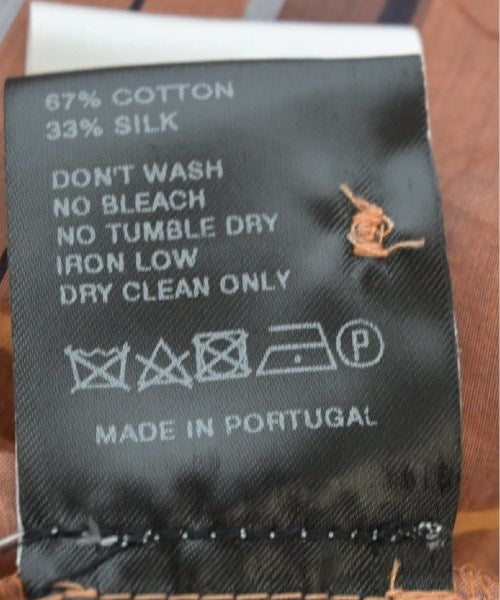 67% COTTON
33% SILK
DON'T WASH
NO BLEACH
NO TUMBLE DRY
IRON LOW
DRY CLEAN ONLY
P
MADE IN PORTUGAL